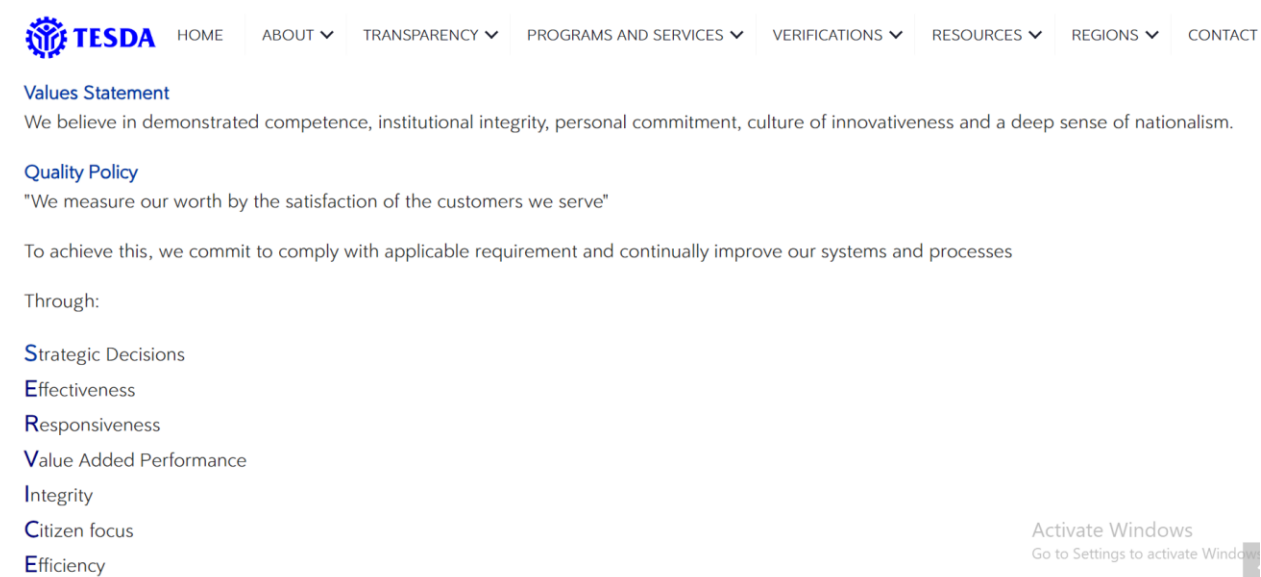 TESDA HOME ABOUT TRANSPARENCY PROGRAMS AND SERVICES VERIFICATIONS RESOURCES REGIONS CONTACT
Values Statement
We believe in demonstrated competence, institutional integrity, personal commitment, culture of innovativeness and a deep sense of nationalism.
Quality Policy
"We measure our worth by the satisfaction of the customers we serve"
To achieve this, we commit to comply with applicable requirement and continually improve our systems and processes
Through:
Strategic Decisions
Effectiveness
Responsiveness
Value Added Performance
Integrity
Citizen focus
Efficiency
Activate Windows
Go to Settings to activate Windows